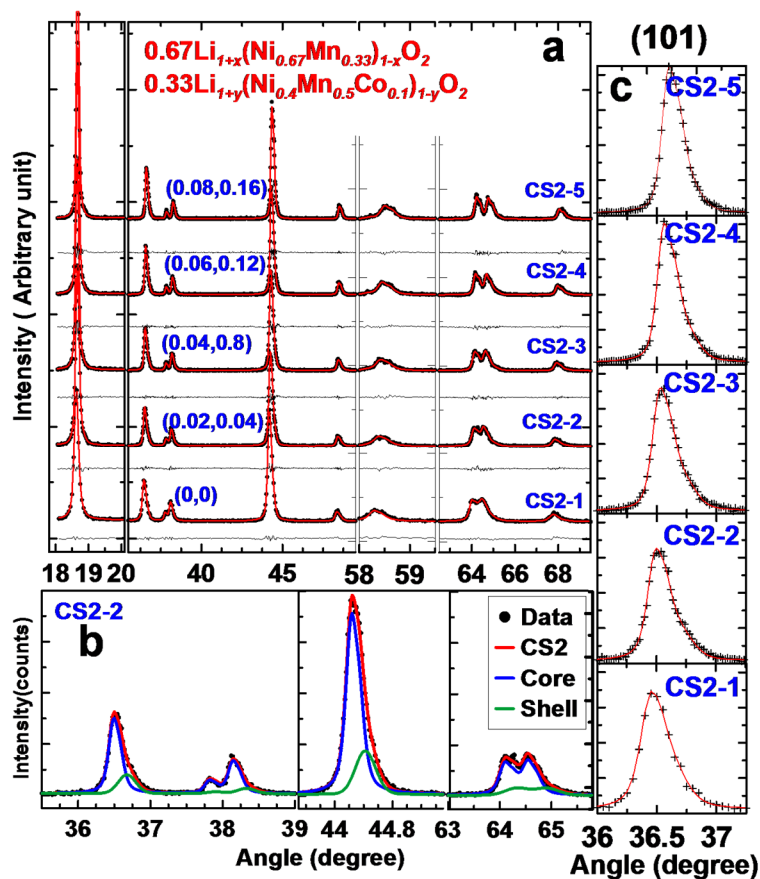 a
0.67Li1+x(Ni0.67Mn0.33)1-xO2
0.33Li1+y(Ni0.4Mn0.5Co0.1)1-yO2
Intensity ( Arbitrary unit)
(0.08,0.16)
CS2-5
(0.06,0.12)
CS2-4
(0.04,0.8)
CS2-3
(0.02,0.04)
CS2-2
(0,0)
CS2-1
18 19 20 40 45 58 59 64 66 68
CS2-2
b
Intensity(counts)
Data
CS2
Core
Shell
36 37 38 39 44 44.8 63 64 65
Angle (degree)
(101)
c
CS2-5
CS2-4
CS2-3
CS2-2
CS2-1
36 36.5 37
Angle (degree)